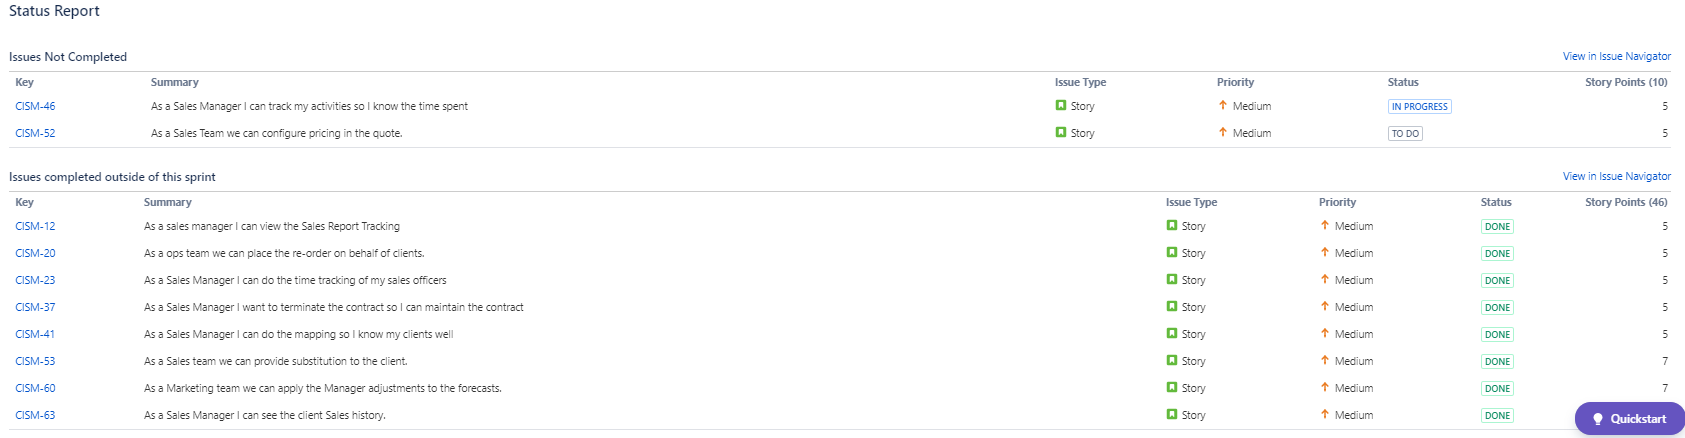 Status Report
Issues Not Completed View in Issue Navigator
Key Summary Issue Type Priority Status Story Points (10)
CISM-46 As a Sales Manager I can track my activities so I know the time spent Story Medium IN PROGRESS 5
CISM-52 As a Sales Team we can configure pricing in the quote. Story Medium TO DO 5
Issues completed outside of this sprint View in Issue Navigator
Key Summary Issue Type Priority Status Story Points (46)
CISM-12 As a sales manager I can view the Sales Report Tracking Story Medium DONE 5
CISM-20 As a ops team we can place the re-order on behalf of clients. Story Medium DONE 5
CISM-23 As a Sales Manager I can do the time tracking of my sales officers Story Medium DONE 5
CISM-37 As a Sales Manager I want to terminate the contract so I can maintain the contract Story Medium DONE 5
CISM-41 As a Sales Manager I can do the mapping so I know my clients well Story Medium DONE 5
CISM-53 As a Sales team we can provide substitution to the client. Story Medium DONE 7
CISM-60 As a Marketing team we can apply the Manager adjustments to the forecasts. Story Medium DONE 7
CISM-63 As a Sales Manager I can see the client Sales history. Story Medium DONE
Quickstart